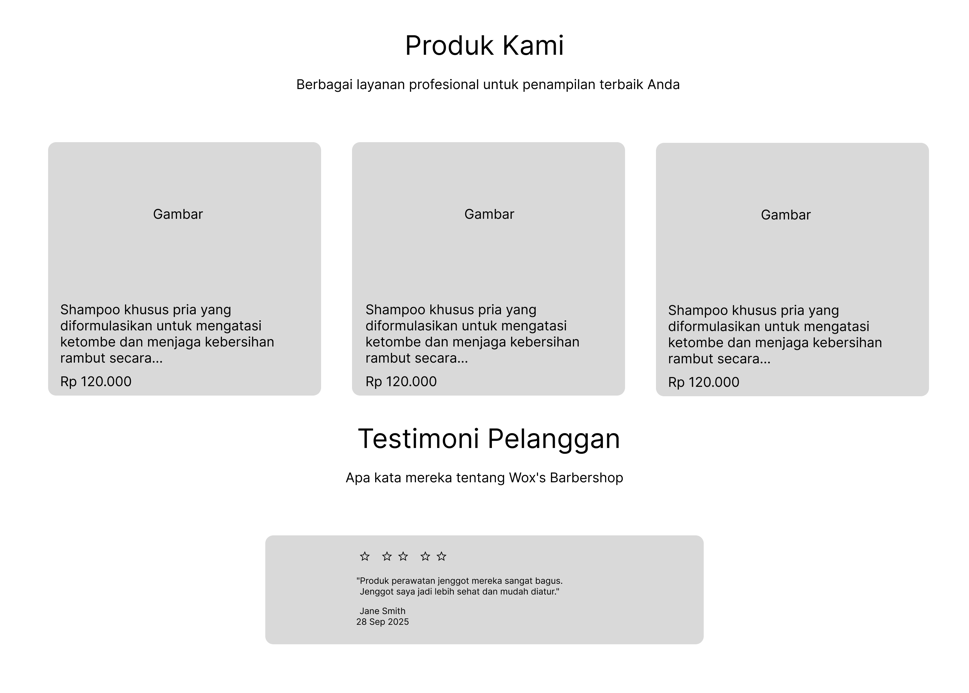 Produk Kami
Berbagai layanan profesional untuk penampilan terbaik Anda
Gambar
Shampoo khusus pria yang
diformulasikan untuk mengatasi
ketombe dan menjaga kebersihan
rambut secara...
Rp 120.000
Gambar
Shampoo khusus pria yang
diformulasikan untuk mengatasi
ketombe dan menjaga kebersihan
rambut secara...
Rp 120.000
Gambar
Shampoo khusus pria yang
diformulasikan untuk mengatasi
ketombe dan menjaga kebersihan
rambut secara...
Rp 120.000
Testimoni Pelanggan
Apa kata mereka tentang Wox's Barbershop
"Produk perawatan jenggot mereka sangat bagus.
Jenggot saya jadi lebih sehat dan mudah diatur."
Jane Smith
28 Sep 2025